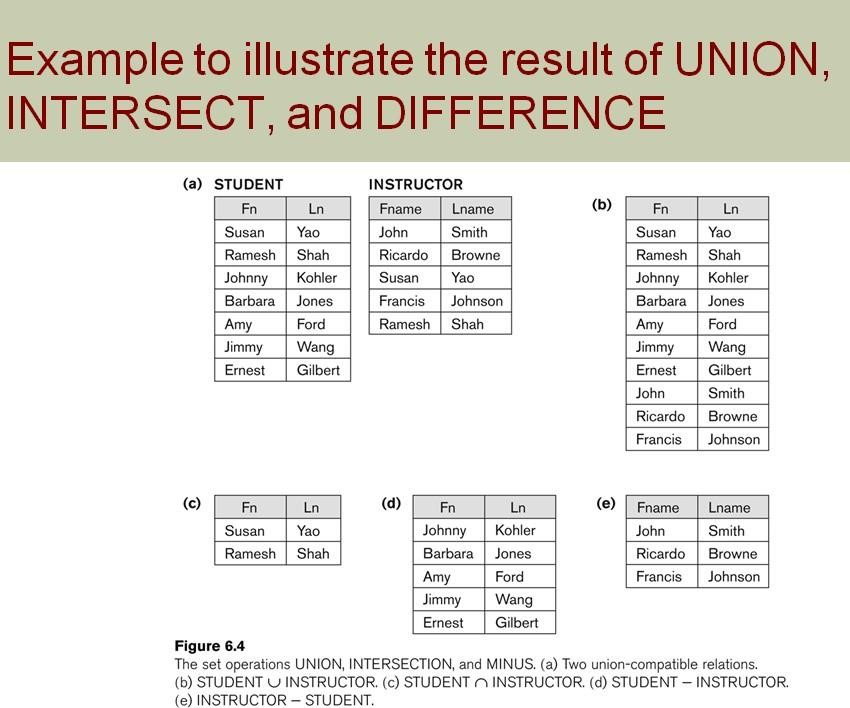 Example to illustrate the result of UNION,
INTERSECT, and DIFFERENCE
(a) STUDENT
Fn Ln
Susan Yao
Ramesh Shah
Johnny Kohler
Barbara Jones
Amy Ford
Jimmy Wang
Ernest Gilbert
INSTRUCTOR
Fname Lname
John Smith
Ricardo Browne
Susan Yao
Francis Johnson
Ramesh Shah
(b)
Fn Ln
Susan Yao
Ramesh Shah
Johnny Kohler
Barbara Jones
Amy Ford
Jimmy Wang
Ernest Gilbert
John Smith
Ricardo Browne
Francis Johnson
(c)
Fn Ln
Susan Yao
Ramesh Shah
(d)
Fn Ln
Johnny Kohler
Barbara Jones
Amy Ford
Jimmy Wang
Ernest Gilbert
(e)
Fname Lname
John Smith
Ricardo Browne
Francis Johnson
Figure 6.4
The set operations UNION, INTERSECTION, and MINUS. (a) Two union-compatible relations.
(b) STUDENT ∪ INSTRUCTOR. (c) STUDENT ∩ INSTRUCTOR. (d) STUDENT − INSTRUCTOR.
(e) INSTRUCTOR − STUDENT.